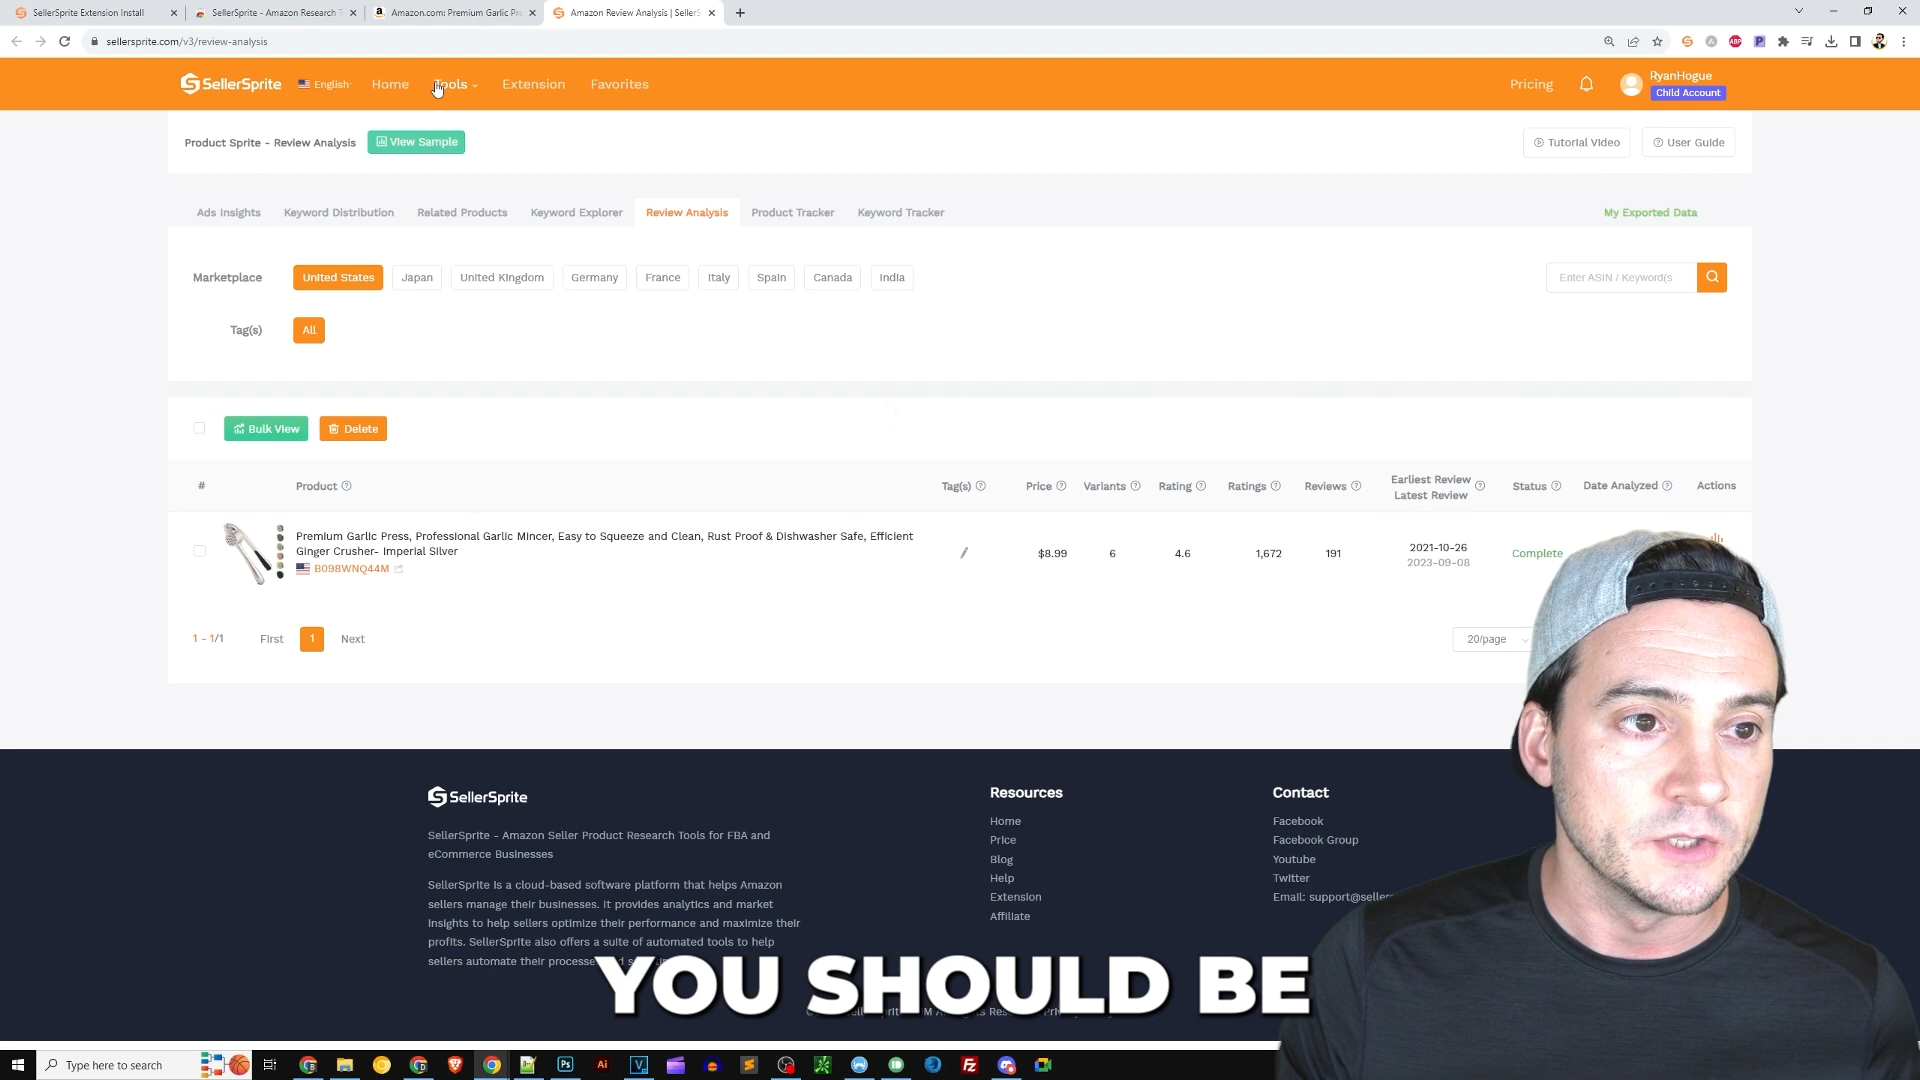 SellerSprite Extension Install
SellerSprite - Amazon Research T
Amazon.com: Premium Garlic Pre
Amazon Review Analysis | SellerS
sellersprite.com/v3/review-analysis
SellerSprite
English
Home
Tools
Extension
Favorites
Pricing
RyanHogue
Child Account
Product Sprite - Review Analysis
View Sample
Tutorial Video
User Guide
Ads Insights
Keyword Distribution
Related Products
Keyword Explorer
Review Analysis
Product Tracker
Keyword Tracker
My Exported Data
Marketplace
United States
Japan
United Kingdom
Germany
France
Italy
Spain
Canada
India
Enter ASIN / Keyword(s
Tag(s)
All
Bulk View
Delete
#
Product
Tag(s)
Price
Variants
Rating
Ratings
Reviews
Earliest Review
Latest Review
Status
Date Analyzed
Actions
Premium Garlic Press, Professional Garlic Mincer, Easy to Squeeze and Clean, Rust Proof & Dishwasher Safe, Efficient
Ginger Crusher- Imperial Silver
B098WNQ44M
$8.99
6
4.6
1,672
191
2021-10-26
2023-09-08
Complete
1 - 1/1
First
1
Next
20/page
SellerSprite
SellerSprite - Amazon Seller Product Research Tools for FBA and
eCommerce Businesses
SellerSprite is a cloud-based software platform that helps Amazon
sellers manage their businesses. It provides analytics and market
insights to help sellers optimize their performance and maximize their
profits. SellerSprite also offers a suite of automated tools to help
sellers automate their processe
Resources
Home
Price
Blog
Help
Extension
Affiliate
Contact
Facebook
Facebook Group
Youtube
Twitter
Email: support@seller
YOU SHOULD BE
Type here to search